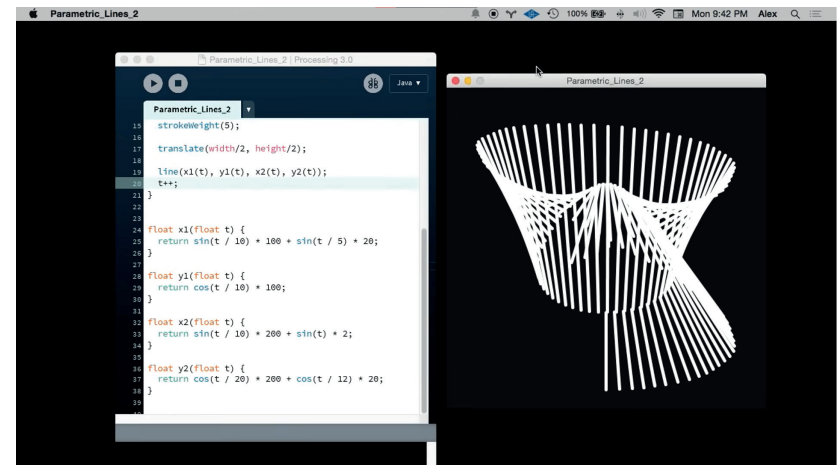 Parametric_Lines_2
100%
Mon 9:42 PM Alex
Parametric_Lines_2 | Processing 3.0
Java
Parametric_Lines_2
15 strokeWeight(5);
16
17 translate(width/2, height/2);
18
19 line(x1(t), y1(t), x2(t), y2(t));
20 t++;
21 }
22
23
24 float x1(float t) {
25 return sin(t / 10) * 100 + sin(t / 5) * 20;
26 }
27
28 float y1(float t) {
29 return cos(t / 10) * 100;
30 }
31
32 float x2(float t) {
33 return sin(t / 10) * 200 + sin(t) * 2;
34 }
35
36 float y2(float t) {
37 return cos(t / 20) * 200 + cos(t / 12) * 20;
38 }
39
Parametric_Lines_2